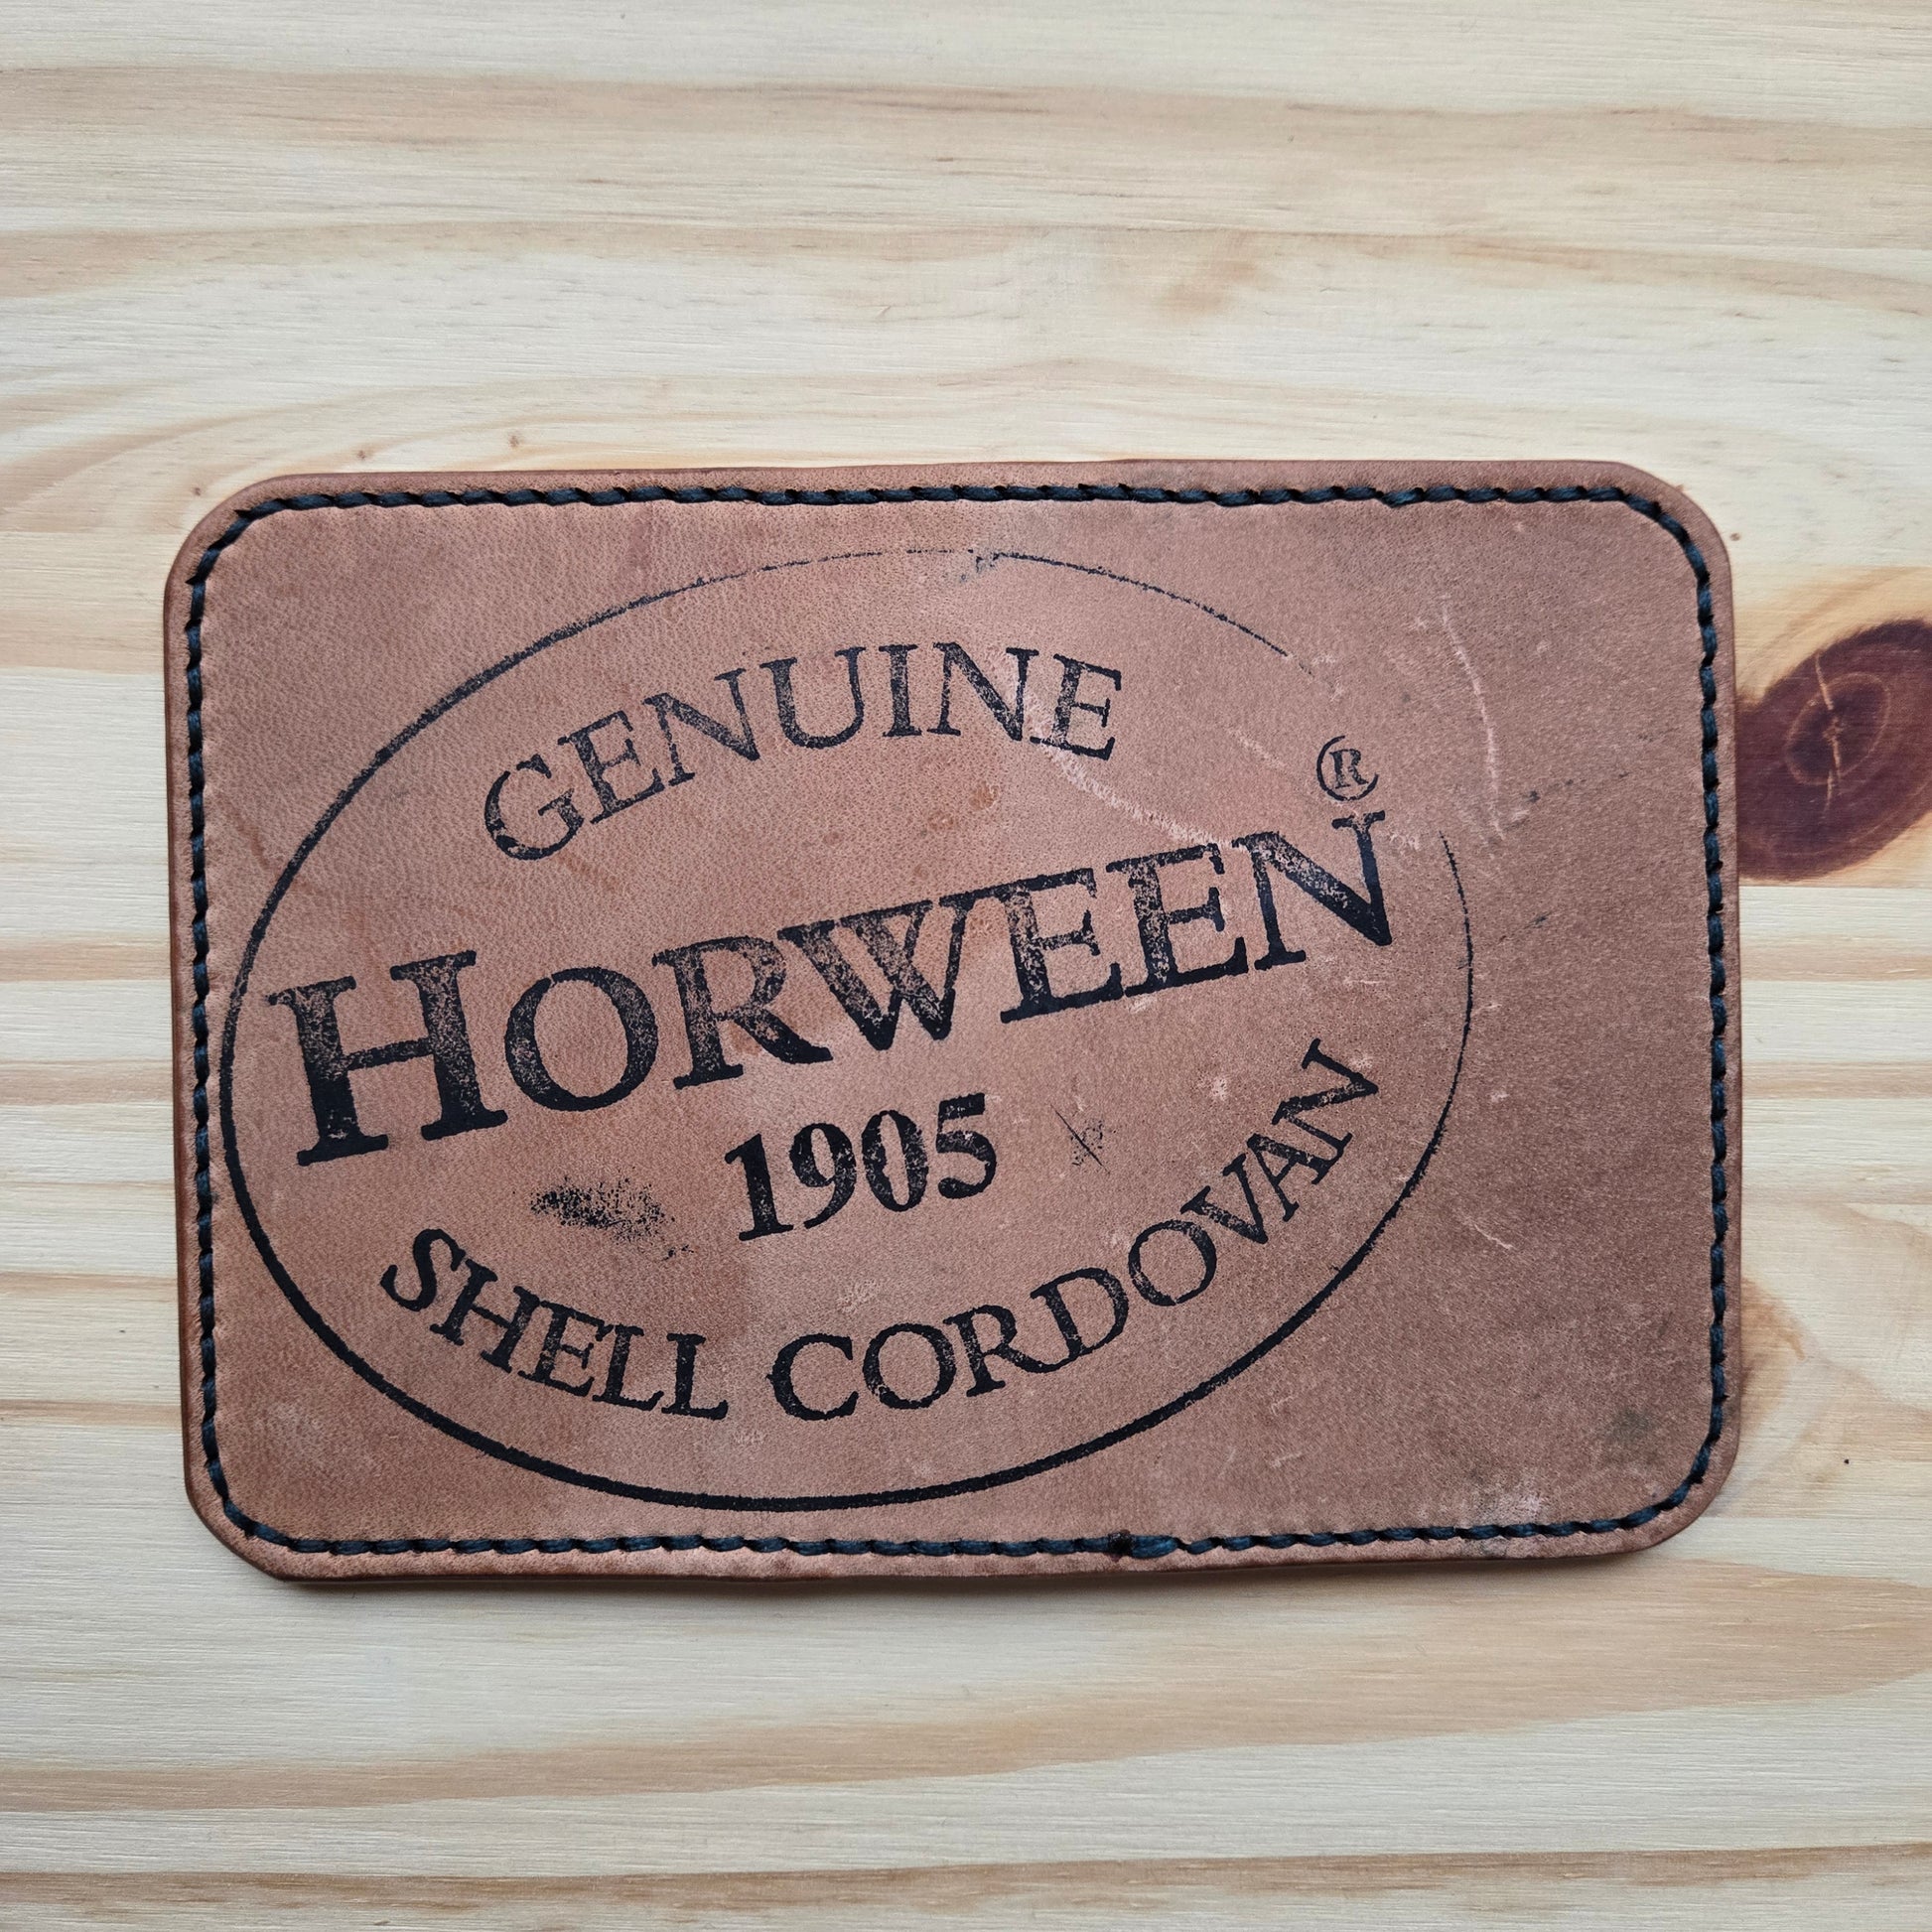 GENUINE
HORWEEN®
1905
SHELL CORDOVAN